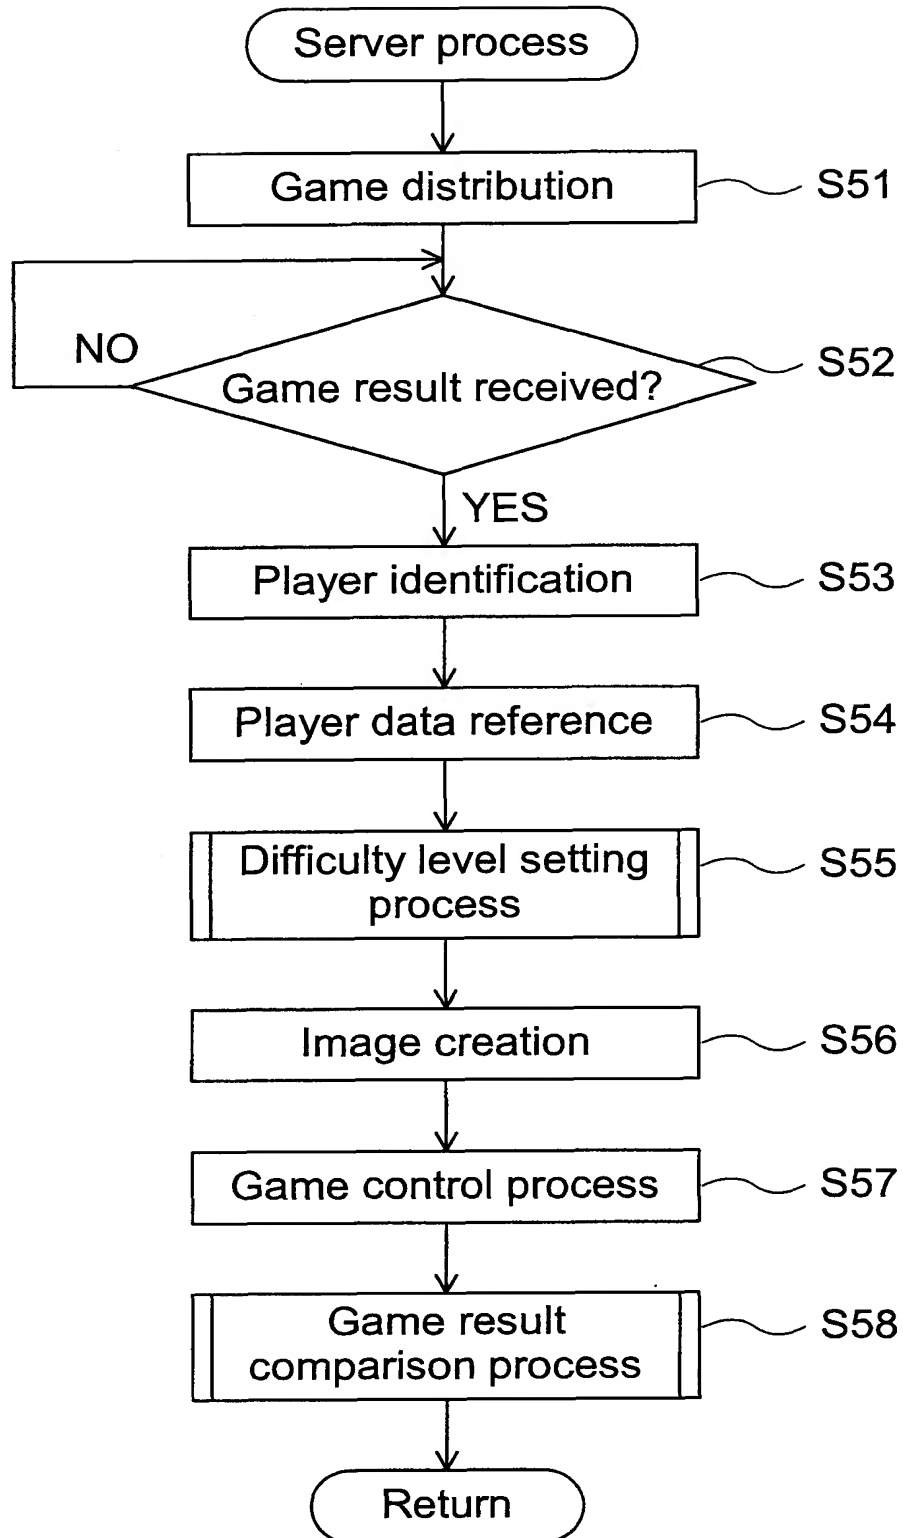 Server process
Game distribution
S51
NO
Game result received?
S52
YES
Player identification
S53
Player data reference
S54
Difficulty level setting
process
S55
Image creation
S56
Game control process
S57
Game result
comparison process
S58
Return